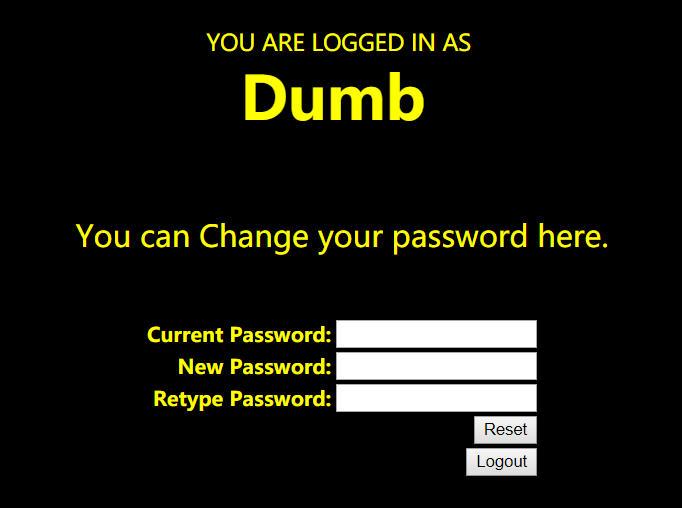 YOU ARE LOGGED IN AS
Dumb
You can Change your password here.
Current Password:
New Password:
Retype Password:
Reset
Logout